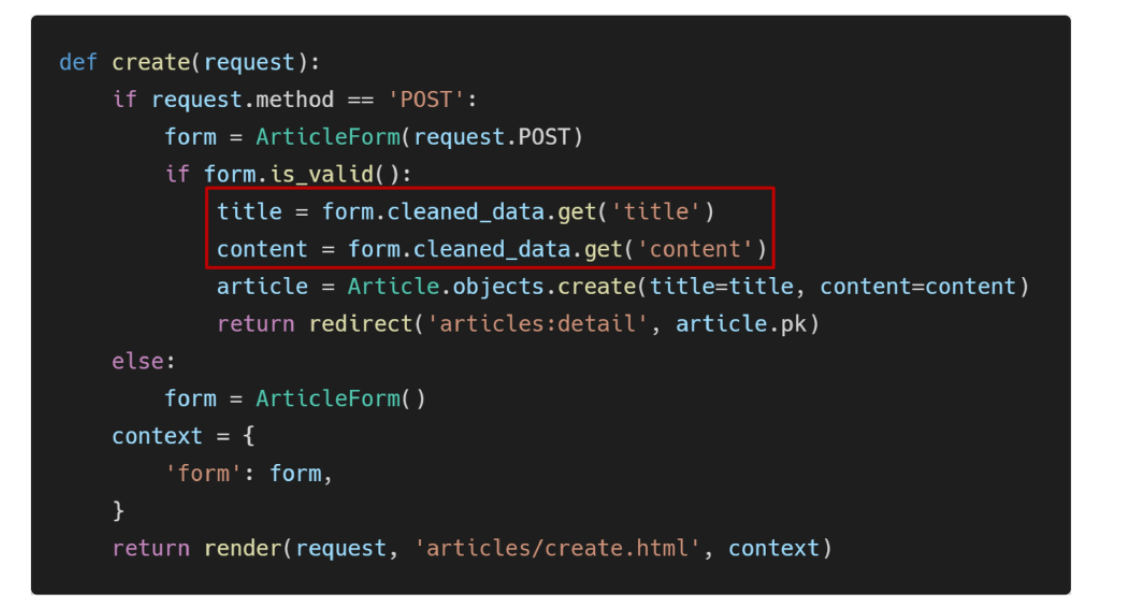 def create(request):
    if request.method == 'POST':
        form = ArticleForm(request.POST)
        if form.is_valid():
            title = form.cleaned_data.get('title')
            content = form.cleaned_data.get('content')
            article = Article.objects.create(title=title, content=content)
            return redirect('articles:detail', article.pk)
    else:
        form = ArticleForm()
    context = {
        'form': form,
    }
    return render(request, 'articles/create.html', context)